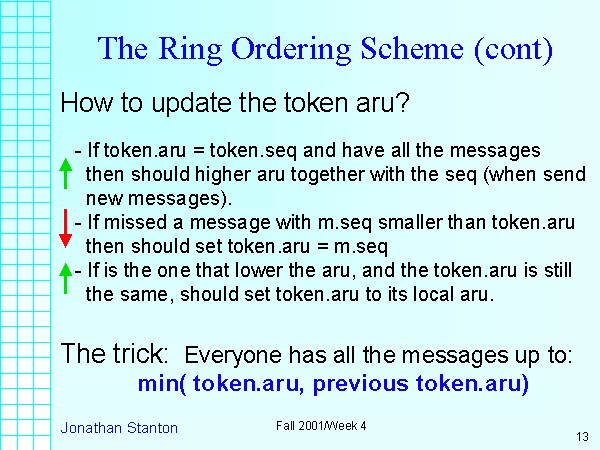 The Ring Ordering Scheme (cont)
How to update the token aru?
- If token.aru = token.seq and have all the messages
then should higher aru together with the seq (when send
new messages).
- If missed a message with m.seq smaller than token.aru
then should set token.aru = m.seq
- If is the one that lower the aru, and the token.aru is still
the same, should set token.aru to its local aru.
The trick: Everyone has all the messages up to:
min( token.aru, previous token.aru)
Jonathan Stanton
Fall 2001/Week 4
13